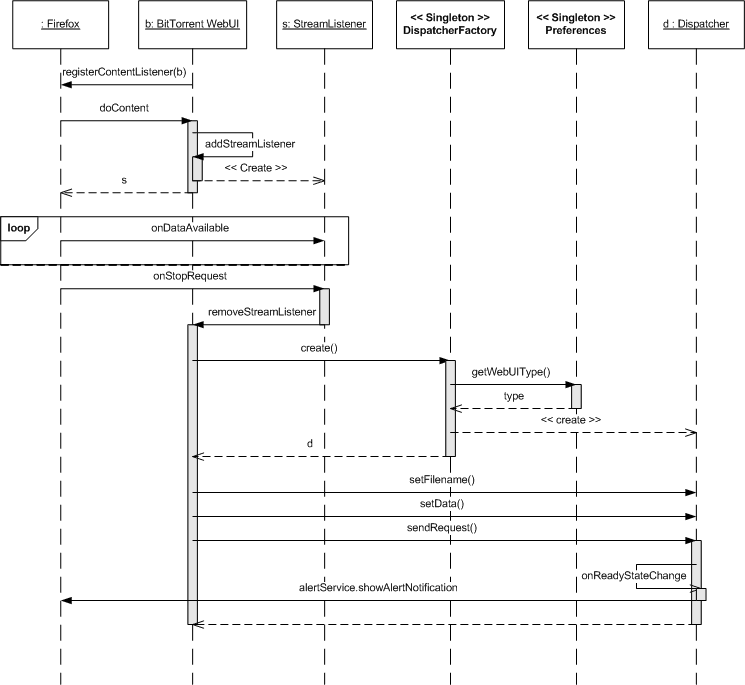 : Firefox
b: BitTorrent WebUI
s: StreamListener
<< Singleton >>
DispatcherFactory
<< Singleton >>
Preferences
d : Dispatcher
registerContentListener(b)
doContent
addStreamListener
<< Create >>
s
loop
onDataAvailable
onStopRequest
removeStreamListener
create()
getWebUIType()
type
<< create >>
d
setFilename()
setData()
sendRequest()
onReadyStateChange
alertService.showAlertNotification